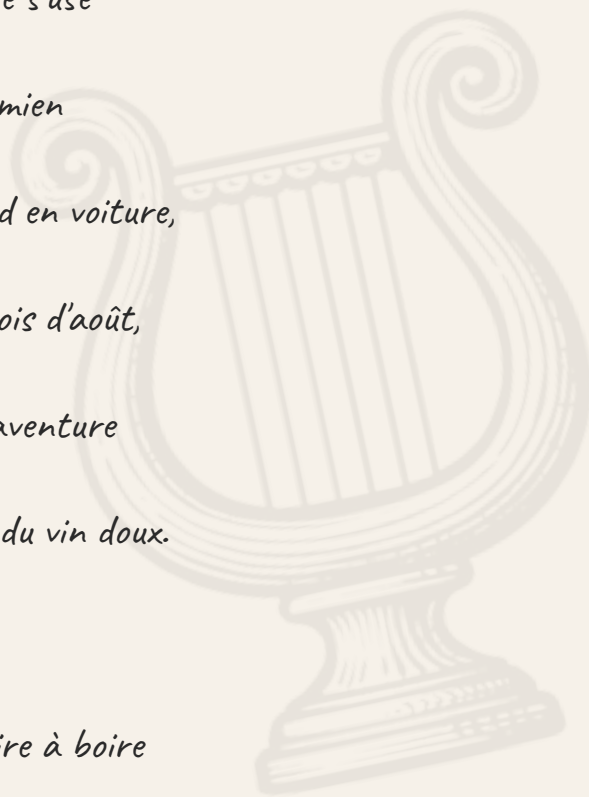 s'use
mien
d en voiture,
ois d'août,
aventure
du vin doux.
ire à boire